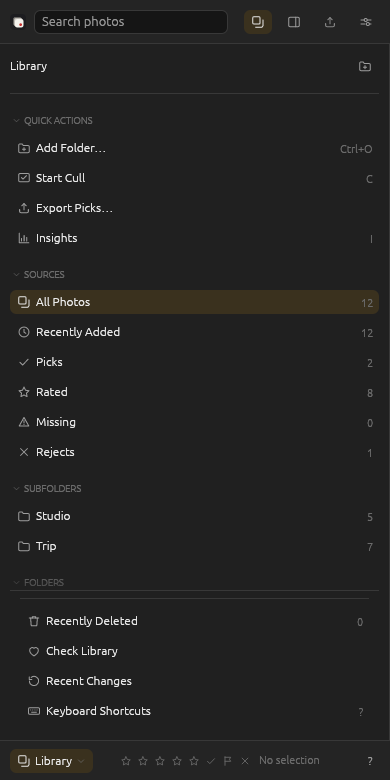 Search photos
Library
QUICK ACTIONS
Add Folder... Ctrl+O
Start Cull C
Export Picks...
Insights I
SOURCES
All Photos 12
Recently Added 12
Picks 2
Rated 8
Missing 0
Rejects 1
SUBFOLDERS
Studio 5
Trip 7
FOLDERS
Recently Deleted 0
Check Library
Recent Changes
Keyboard Shortcuts ?
Library No selection ?